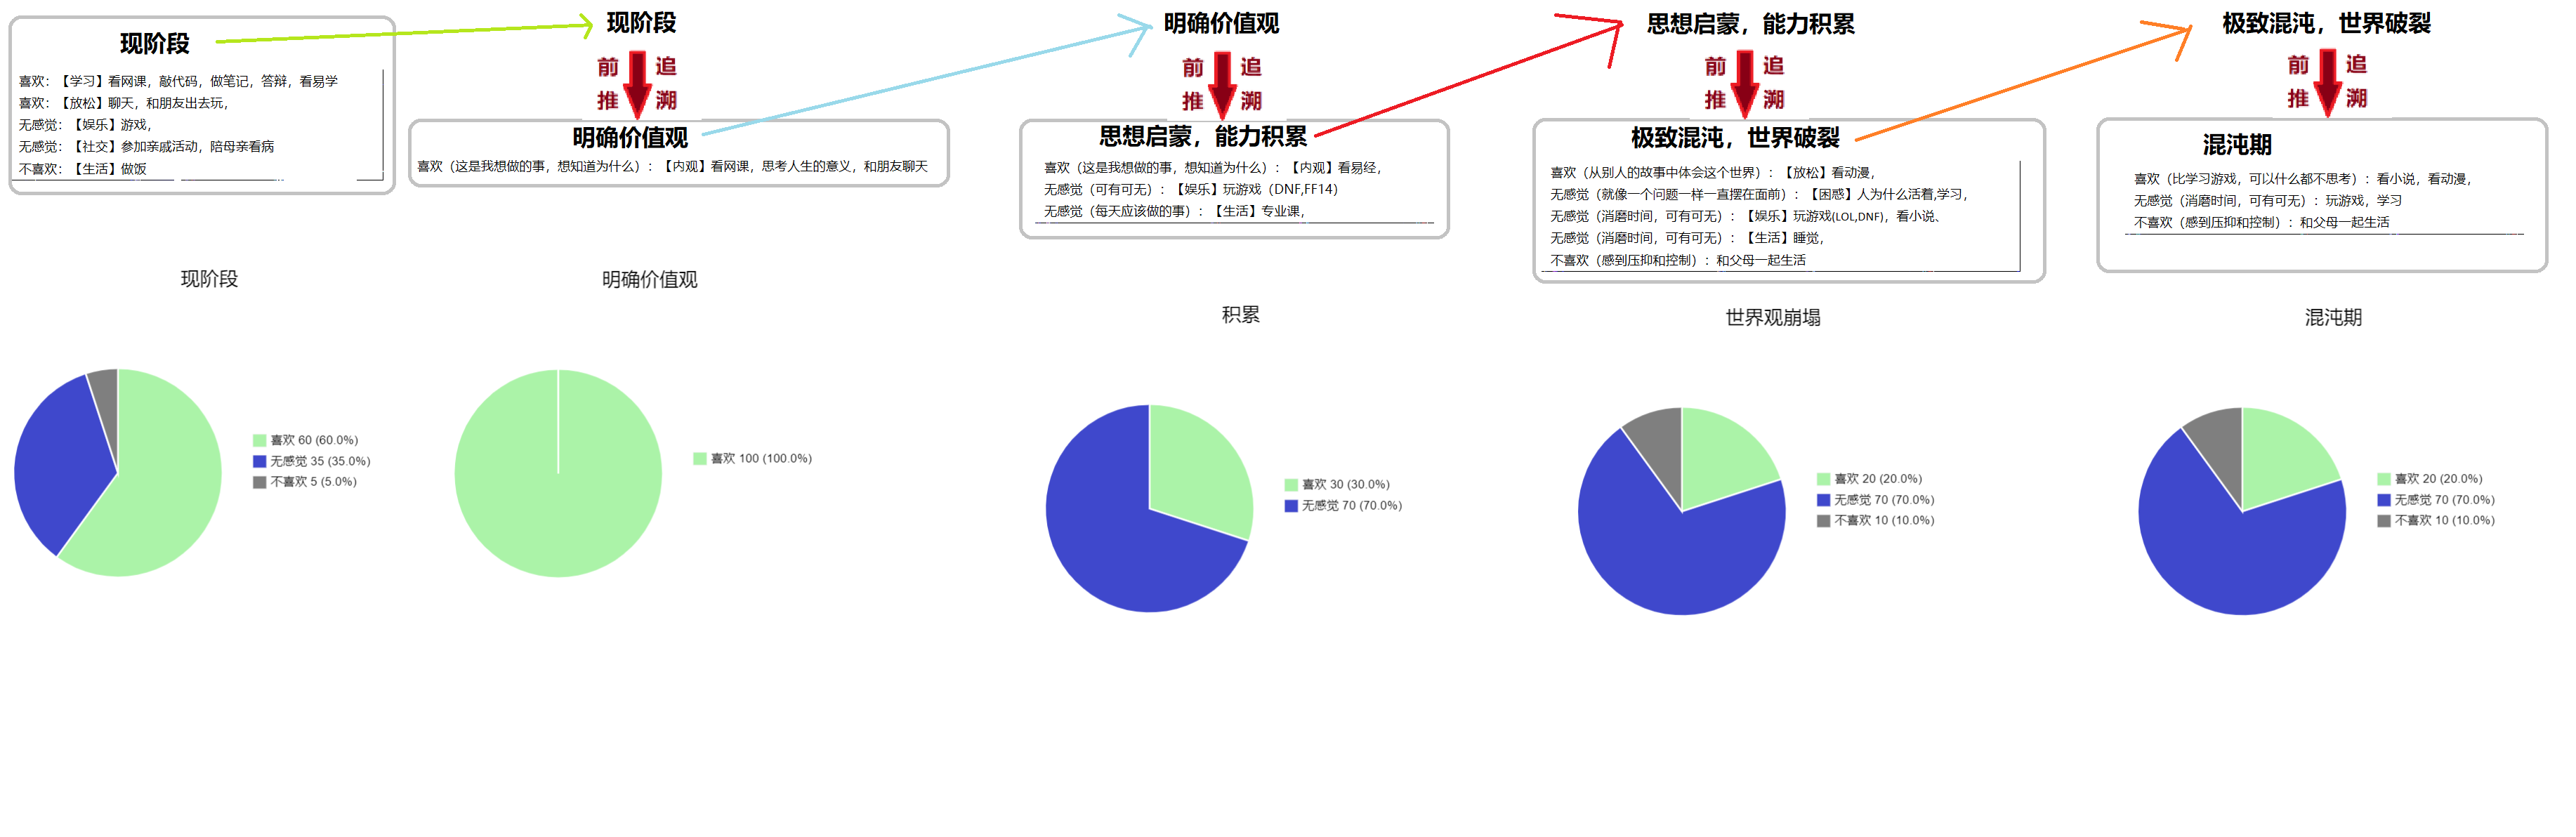 现阶段
喜欢：【学习】看网课，敲代码，做笔记，答辩，看易学
喜欢：【放松】聊天，和朋友出去玩，
无感觉：【娱乐】游戏，
无感觉：【社交】参加亲戚活动，陪母亲看病
不喜欢：【生活】做饭
现阶段
前 追
推 溯
明确价值观
喜欢（这是我想做的事，想知道为什么）：【内观】看网课，思考人生的意义，和朋友聊天
明确价值观
前 追
推 溯
思想启蒙，能力积累
喜欢（这是我想做的事，想知道为什么）：【内观】看易经，
无感觉（可有可无）：【娱乐】玩游戏（DNF,FF14）
无感觉（每天应该做的事）：【生活】专业课，
思想启蒙，能力积累
前 追
推 溯
极致混沌，世界破裂
喜欢（从别人的故事中体会这个世界）：【放松】看动漫，
无感觉（就像一个问题一样一直摆在面前）：【困惑】人为什么活着,学习，
无感觉（消磨时间，可有可无）：【娱乐】玩游戏(LOL,DNF)，看小说、
无感觉（消磨时间，可有可无）：【生活】睡觉，
不喜欢（感到压抑和控制）：和父母一起生活
极致混沌，世界破裂
前 追
推 溯
混沌期
喜欢（比学习游戏，可以什么都不思考）：看小说，看动漫，
无感觉（消磨时间，可有可无）：玩游戏，学习
不喜欢（感到压抑和控制）：和父母一起生活
现阶段
喜欢 60 (60.0%)
无感觉 35 (35.0%)
不喜欢 5 (5.0%)
明确价值观
喜欢 100 (100.0%)
积累
喜欢 30 (30.0%)
无感觉 70 (70.0%)
世界观崩塌
喜欢 20 (20.0%)
无感觉 70 (70.0%)
不喜欢 10 (10.0%)
混沌期
喜欢 20 (20.0%)
无感觉 70 (70.0%)
不喜欢 10 (10.0%)